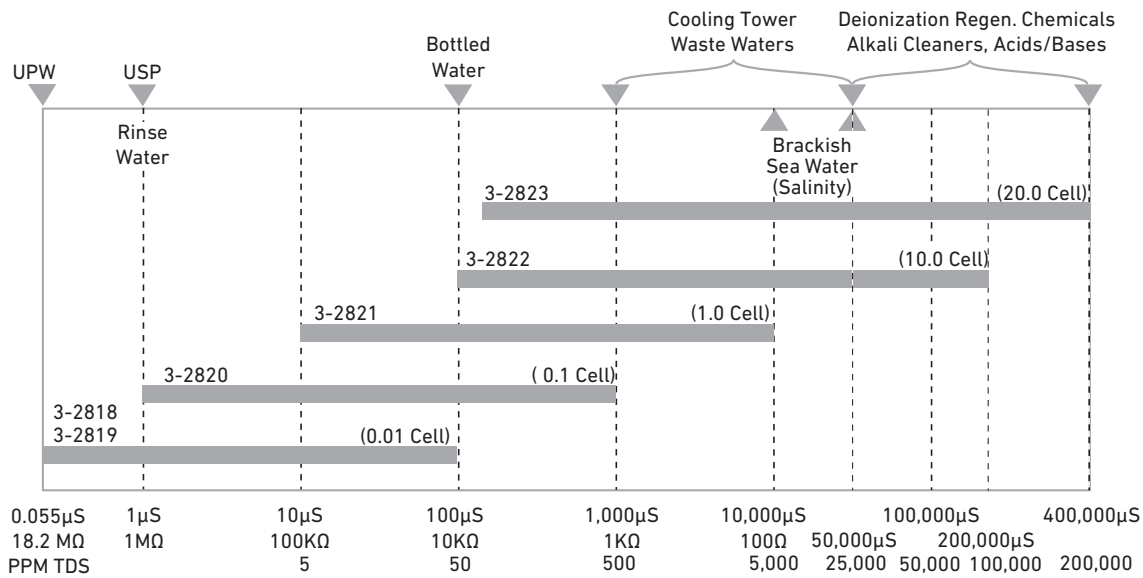 Cooling Tower
Waste Waters
Deionization Regen. Chemicals
Alkali Cleaners, Acids/Bases
UPW
USP
Bottled
Water
Rinse
Water
Brackish
Sea Water
(Salinity)
3-2823 (20.0 Cell)
3-2822 (10.0 Cell)
3-2821 (1.0 Cell)
3-2820 ( 0.1 Cell)
3-2818
3-2819 (0.01 Cell)
0.055µS 1µS 10µS 100µS 1,000µS 10,000µS 100,000µS 400,000µS
18.2 MΩ 1MΩ 100KΩ 10KΩ 1KΩ 100Ω 50,000µS 200,000µS
PPM TDS 5 50 500 5,000 25,000 50,000 100,000 200,000